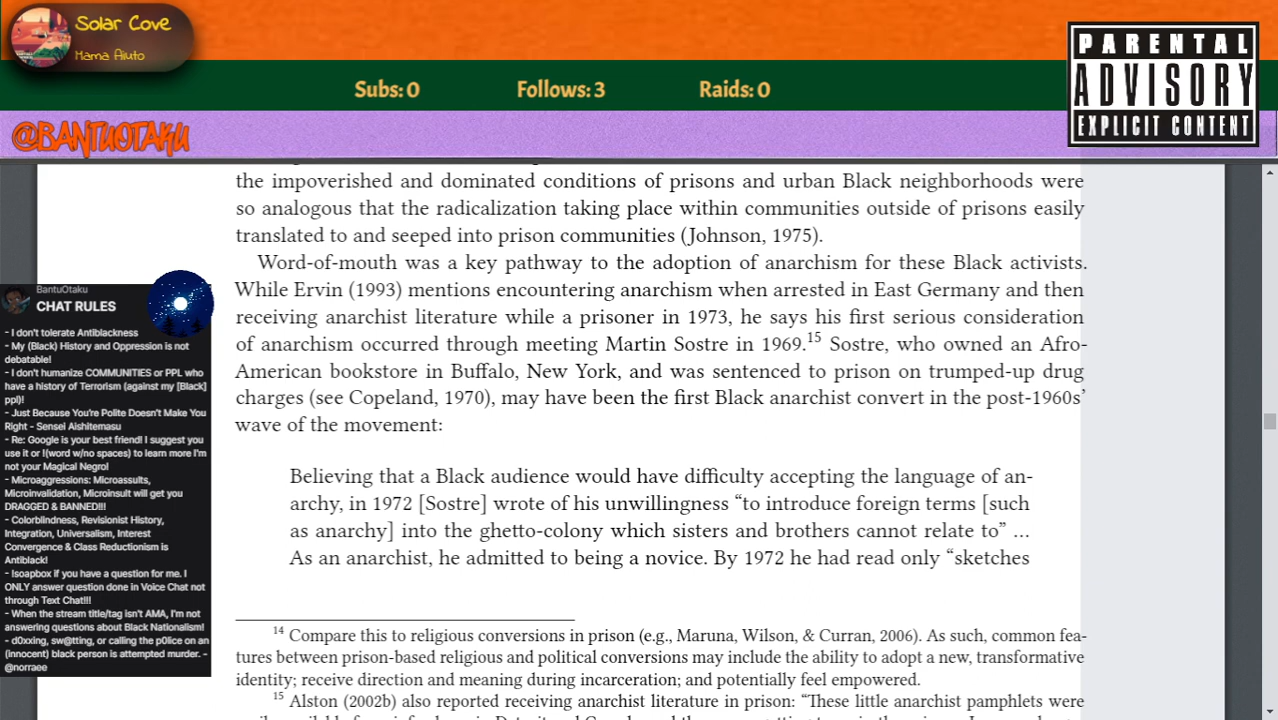 Solar Cove
Mama Aiuto
PARENTAL
ADVISORY
EXPLICIT CONTENT
Subs: 0
Follows: 3
Raids: 0
@BANTUOTAKU
the impoverished and dominated conditions of prisons and urban Black neighborhoods were
so analogous that the radicalization taking place within communities outside of prisons easily
translated to and seeped into prison communities (Johnson, 1975).
Word-of-mouth was a key pathway to the adoption of anarchism for these Black activists.
While Ervin (1993) mentions encountering anarchism when arrested in East Germany and then
receiving anarchist literature while a prisoner in 1973, he says his first serious consideration
of anarchism occurred through meeting Martin Sostre in 1969.15 Sostre, who owned an Afro-
American bookstore in Buffalo, New York, and was sentenced to prison on trumped-up drug
charges (see Copeland, 1970), may have been the first Black anarchist convert in the post-1960s’
wave of the movement:
Believing that a Black audience would have difficulty accepting the language of an-
archy, in 1972 [Sostre] wrote of his unwillingness “to introduce foreign terms [such
as anarchy] into the ghetto-colony which sisters and brothers cannot relate to” …
As an anarchist, he admitted to being a novice. By 1972 he had read only “sketches
14 Compare this to religious conversions in prison (e.g., Maruna, Wilson, & Curran, 2006). As such, common fea-
tures between prison-based religious and political conversions may include the ability to adopt a new, transformative
identity; receive direction and meaning during incarceration; and potentially feel empowered.
15 Alston (2002b) also reported receiving anarchist literature in prison: “These little anarchist pamphlets were
BantuOtaku
CHAT RULES
- I don't tolerate Antiblackness
- My (Black) History and Oppression is not
debatable!
- I don't humanize COMMUNITIES or PPL who
have a history of Terrorism (against my [Black]
ppl)!
- Just Because You're Polite Doesn't Make You
Right - Sensei Aishitemasu
- Re: Google is your best friend! I suggest you
use it or !(word w/no spaces) to learn more I'm
not your Magical Negro!
- Microaggressions: Microassults,
Microinvalidation, Microinsult will get you
DRAGGED & BANNED!!!
- Colorblindness, Revisionist History,
Integration, Universalism, Interest
Convergence & Class Reductionism is
Antiblack!
- !soapbox if you have a question for me. I
ONLY answer question done in Voice Chat not
through Text Chat!!!
- When the stream title/tag isn't AMA, I'm not
answering questions about Black Nationalism!
- d0xxing, sw@tting, or calling the p0lice on an
(innocent) black person is attempted murder. -
@norraee